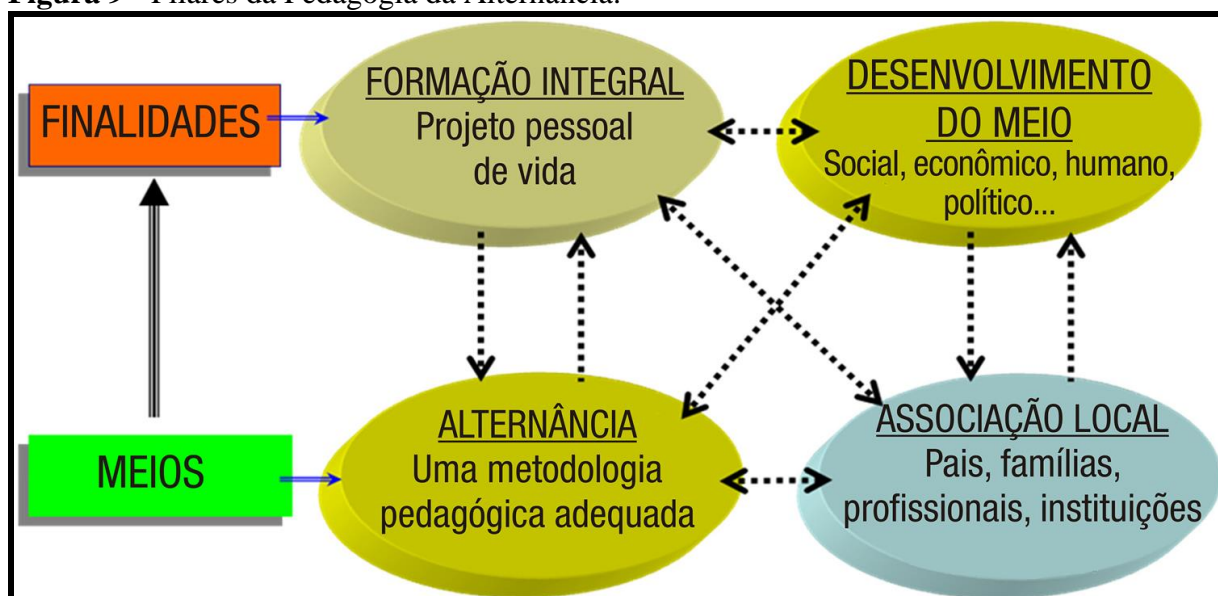 Figura 9 - Pilares da Pedagogia da Alternância.
FINALIDADES
FORMAÇÃO INTEGRAL
Projeto pessoal
de vida
DESENVOLVIMENTO
DO MEIO
Social, econômico, humano,
político...
MEIOS
ALTERNÂNCIA
Uma metodologia
pedagógica adequada
ASSOCIAÇÃO LOCAL
Pais, famílias,
profissionais, instituições